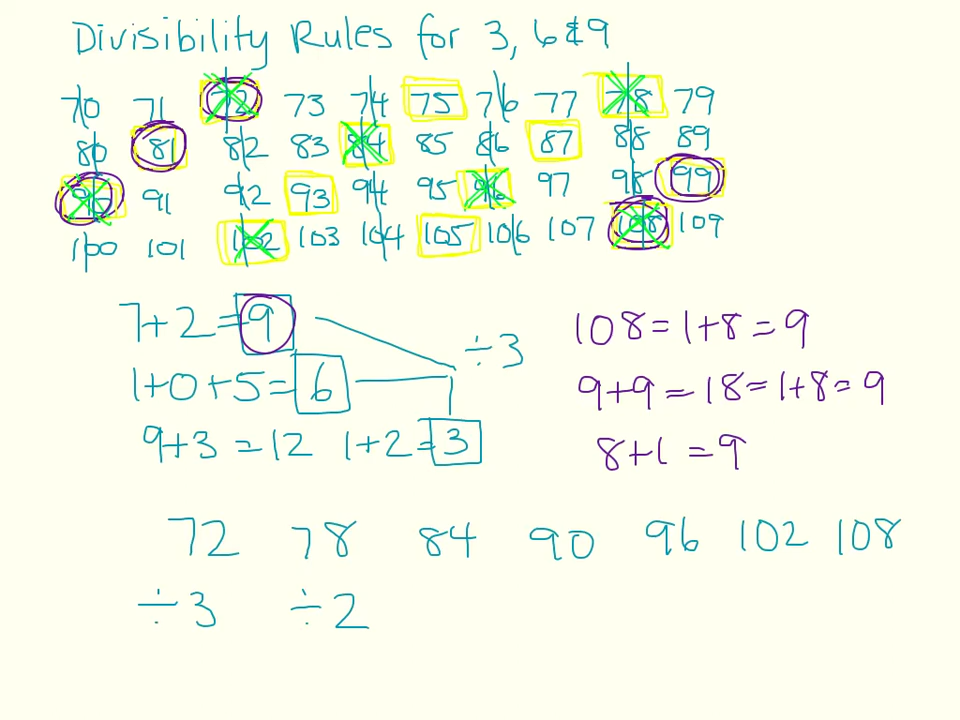 Divisibility Rules for 3, 6 & 9
70 71 72 73 74 75 76 77 78 79
80 81 82 83 84 85 86 87 88 89
90 91 92 93 94 95 96 97 98 99
100 101 102 103 104 105 106 107 108 109
7+2=9
÷3
108=1+8=9
1+0+5=6
9+9=18=1+8=9
9+3=12 1+2=3
8+1=9
72 78 84 90 96 102 108
÷3 ÷2